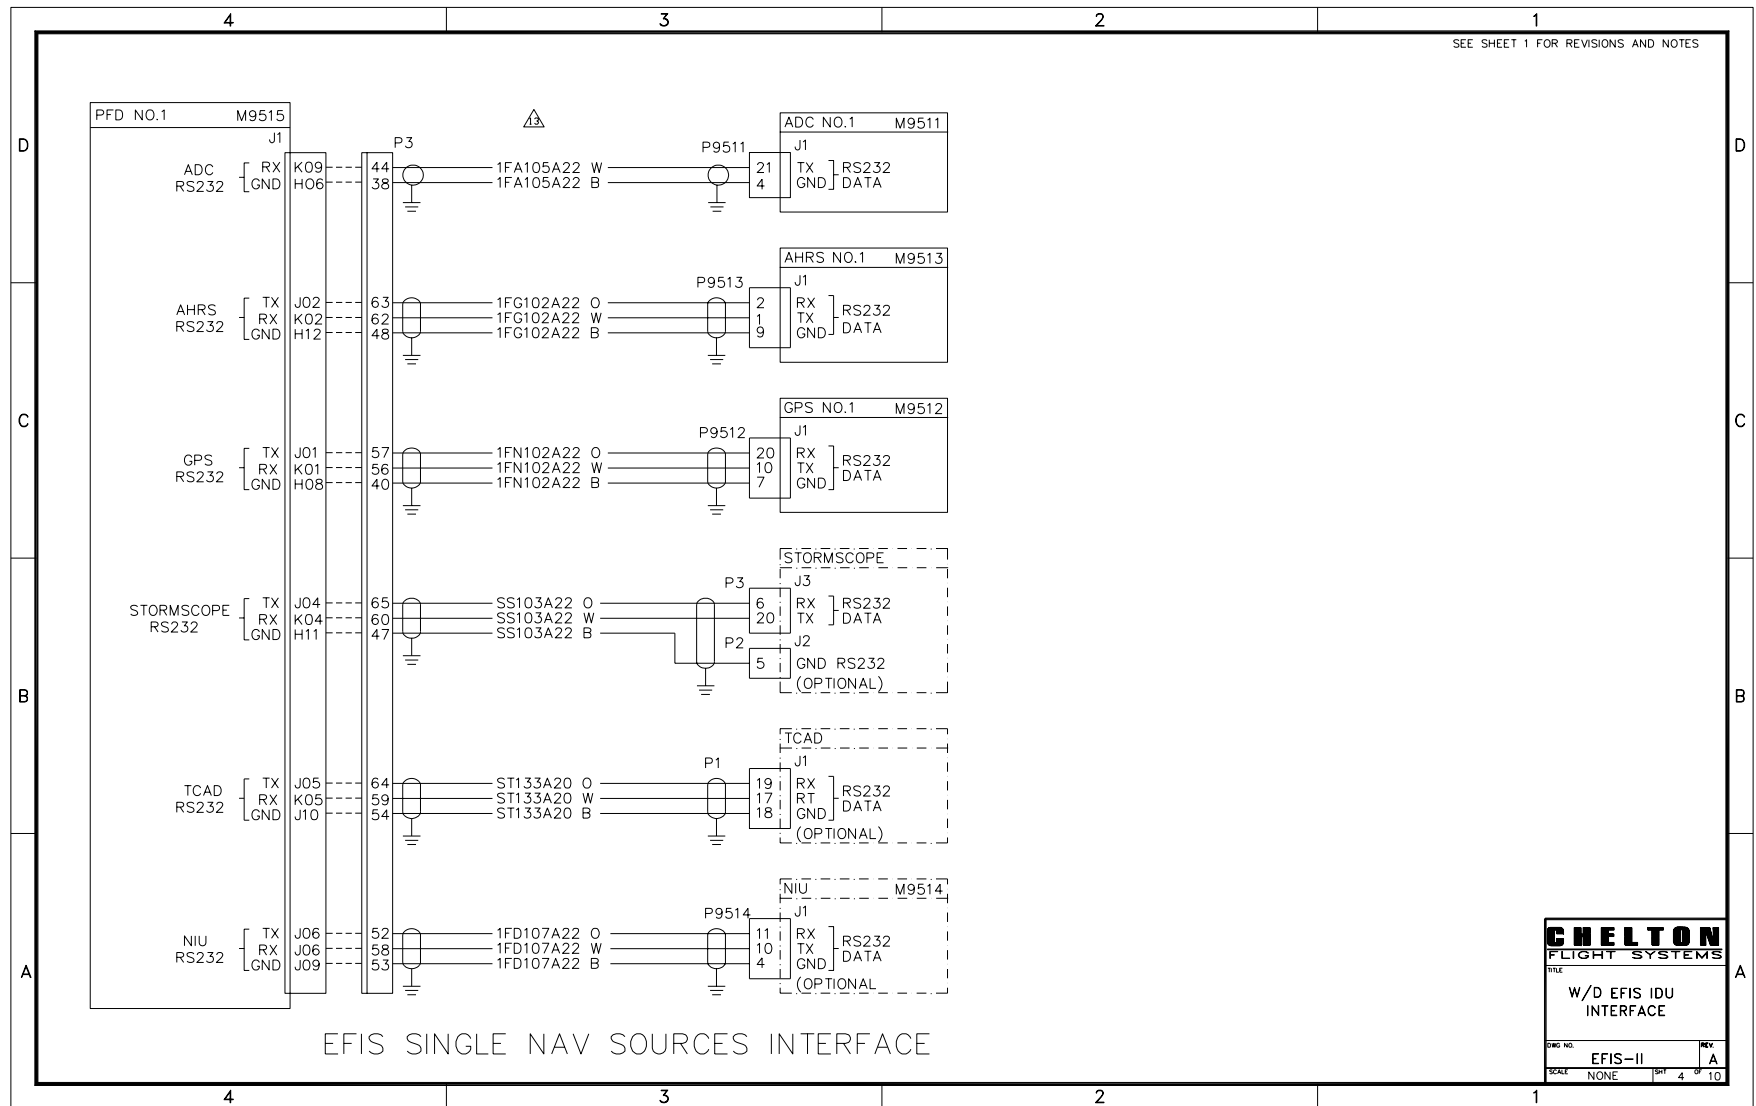 4 3 2 1
SEE SHEET 1 FOR REVISIONS AND NOTES
D D
C C
B B
A A
PFD NO.1 M9515
J1
P3
13
ADC RS232
RX K09 44 1FA105A22 W
GND H06 38 1FA105A22 B
P9511
ADC NO.1 M9511
J1
21 TX
4 GND
RS232 DATA
AHRS RS232
TX J02 63 1FG102A22 O
RX K02 62 1FG102A22 W
GND H12 48 1FG102A22 B
P9513
AHRS NO.1 M9513
J1
2 RX
1 TX
9 GND
RS232 DATA
GPS RS232
TX J01 57 1FN102A22 O
RX K01 56 1FN102A22 W
GND H08 40 1FN102A22 B
P9512
GPS NO.1 M9512
J1
20 RX
10 TX
7 GND
RS232 DATA
STORMSCOPE RS232
TX J04 65 SS103A22 O
RX K04 60 SS103A22 W
GND H11 47 SS103A22 B
STORMSCOPE
P3 J3
6 RX
20 TX
RS232 DATA
P2 J2
5 GND RS232
(OPTIONAL)
TCAD RS232
TX J05 64 ST133A20 O
RX K05 59 ST133A20 W
GND J10 54 ST133A20 B
TCAD
P1 J1
19 RX
17 RT
18 GND
RS232 DATA
(OPTIONAL)
NIU RS232
TX J06 52 1FD107A22 O
RX J06 58 1FD107A22 W
GND J09 53 1FD107A22 B
P9514
NIU M9514
J1
11 RX
10 TX
4 GND
RS232 DATA
(OPTIONAL
EFIS SINGLE NAV SOURCES INTERFACE
CHELTON
FLIGHT SYSTEMS
TITLE
W/D EFIS IDU
INTERFACE
DWG NO. REV.
EFIS-II A
SCALE NONE SHT 4 OF 10
4 3 2 1